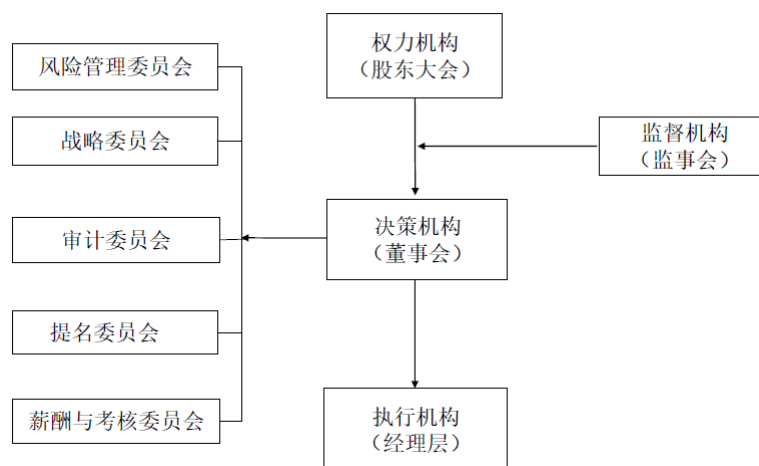 权力机构
（股东大会）
风险管理委员会
战略委员会
监督机构
（监事会）
审计委员会
决策机构
（董事会）
提名委员会
薪酬与考核委员会
执行机构
（经理层）